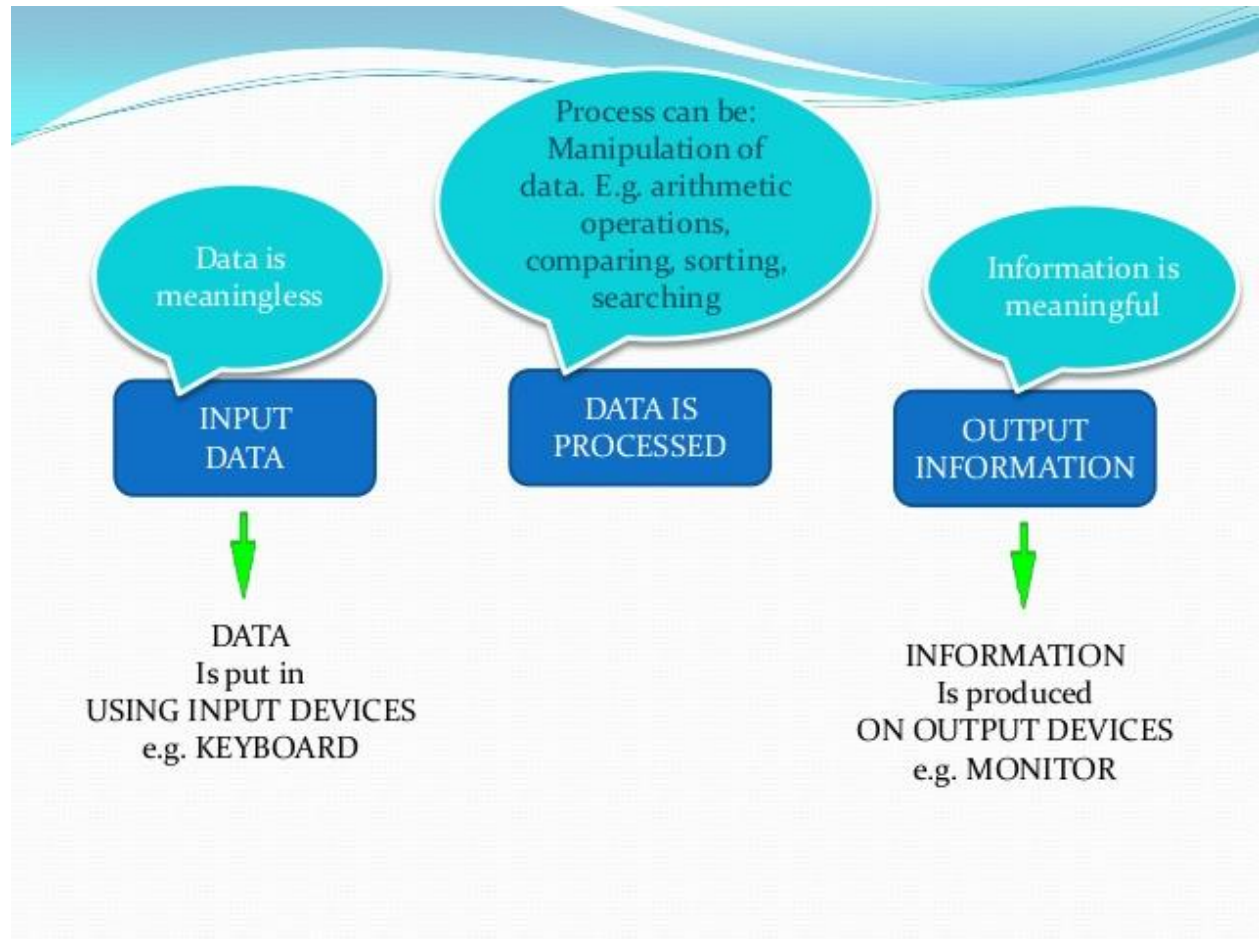 Data is
meaningless
INPUT
DATA
DATA
Is put in
USING INPUT DEVICES
e.g. KEYBOARD
Process can be:
Manipulation of
data. E.g. arithmetic
operations,
comparing, sorting,
searching
DATA IS
PROCESSED
Information is
meaningful
OUTPUT
INFORMATION
INFORMATION
Is produced
ON OUTPUT DEVICES
e.g. MONITOR